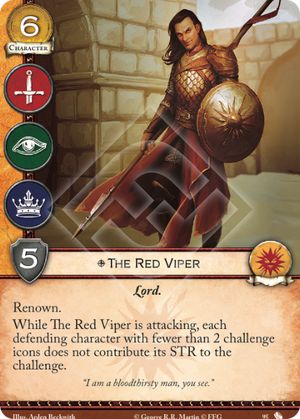 6
CHARACTER
5
THE RED VIPER
Lord.
Renown.
While The Red Viper is attacking, each
defending character with fewer than 2 challenge
icons does not contribute its STR to the
challenge.
"I am a bloodthirsty man, you see."
Illus. Aolea Beckwith © George R.R. Martin © FFG